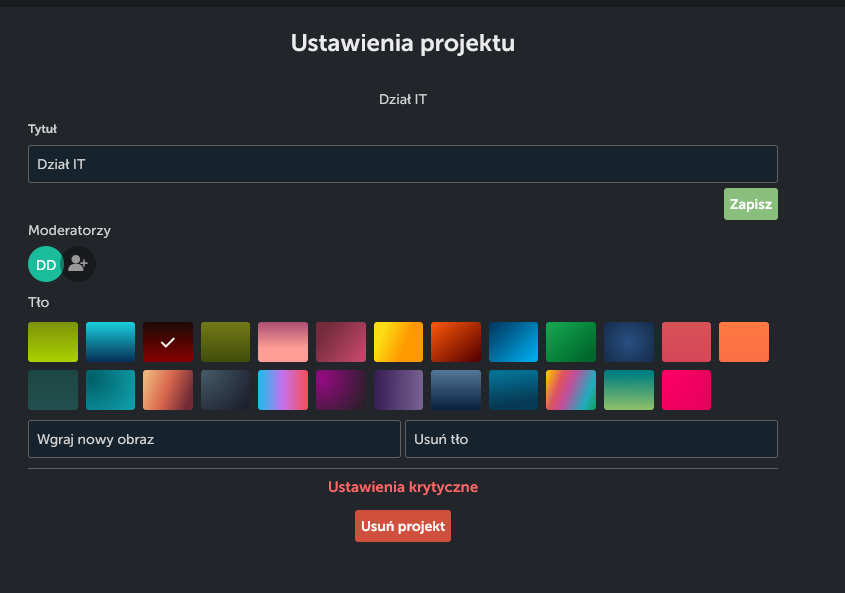 Ustawienia projektu
Dział IT
Tytuł
Dział IT
Zapisz
Moderatorzy
DD
Tło
Wgraj nowy obraz
Usuń tło
Ustawienia krytyczne
Usuń projekt